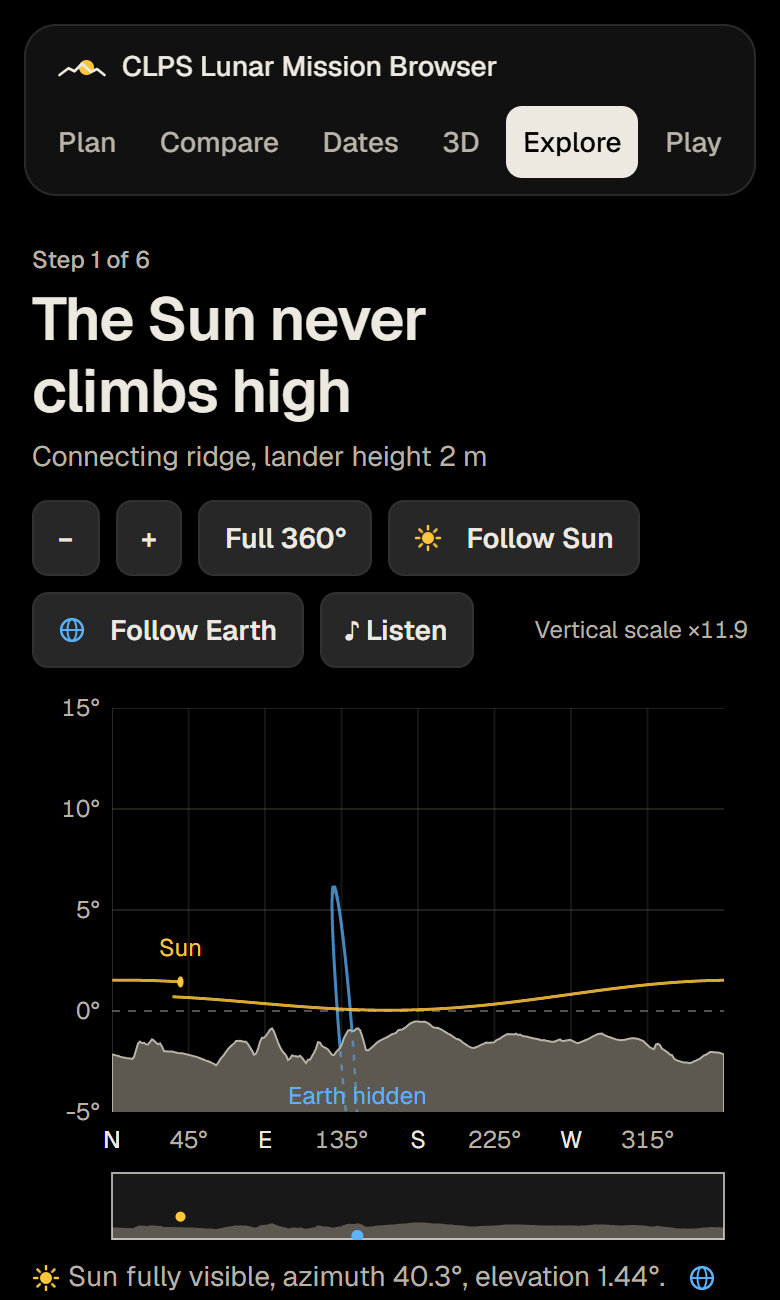 CLPS Lunar Mission Browser
Plan Compare Dates 3D Explore Play
Step 1 of 6
The Sun never
climbs high
Connecting ridge, lander height 2 m
− + Full 360° Follow Sun
Follow Earth ♪ Listen Vertical scale ×11.9
15°
10°
5°
Sun
0°
Earth hidden
-5°
N 45° E 135° S 225° W 315°
Sun fully visible, azimuth 40.3°, elevation 1.44°.